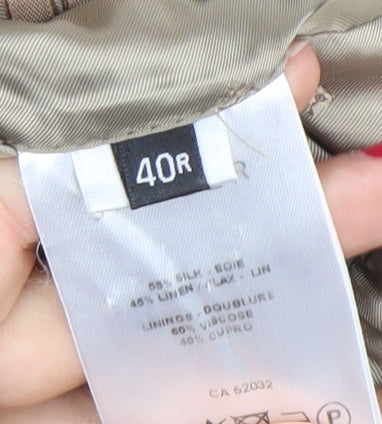 40R
R
55% SILK - SOIE
45% LINEN / FLAX - LIN
LININGS - DOUBLURE
60% VISCOSE
40% CUPRO
CA 62032
P